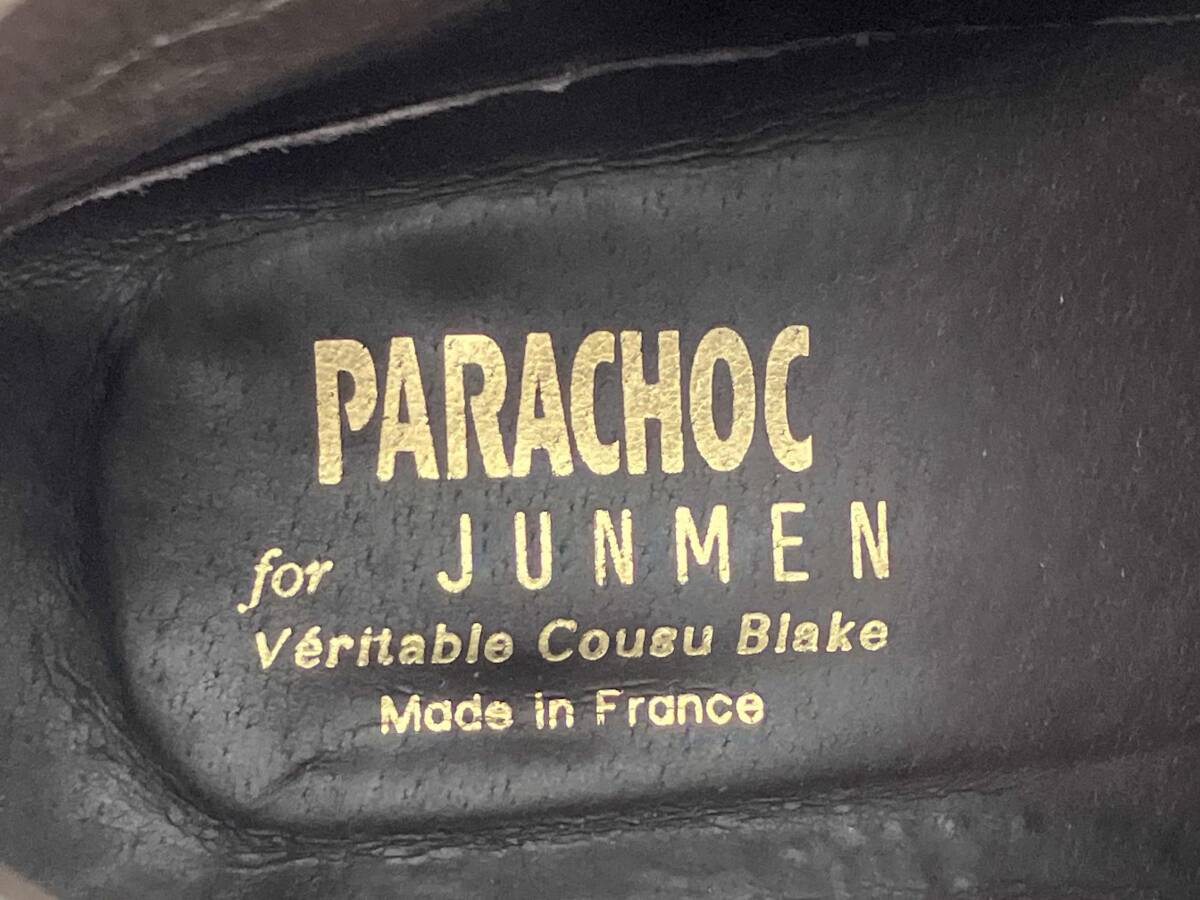 PARACHOC
for JUNMEN
Véritable Cousu Blake
Made in France